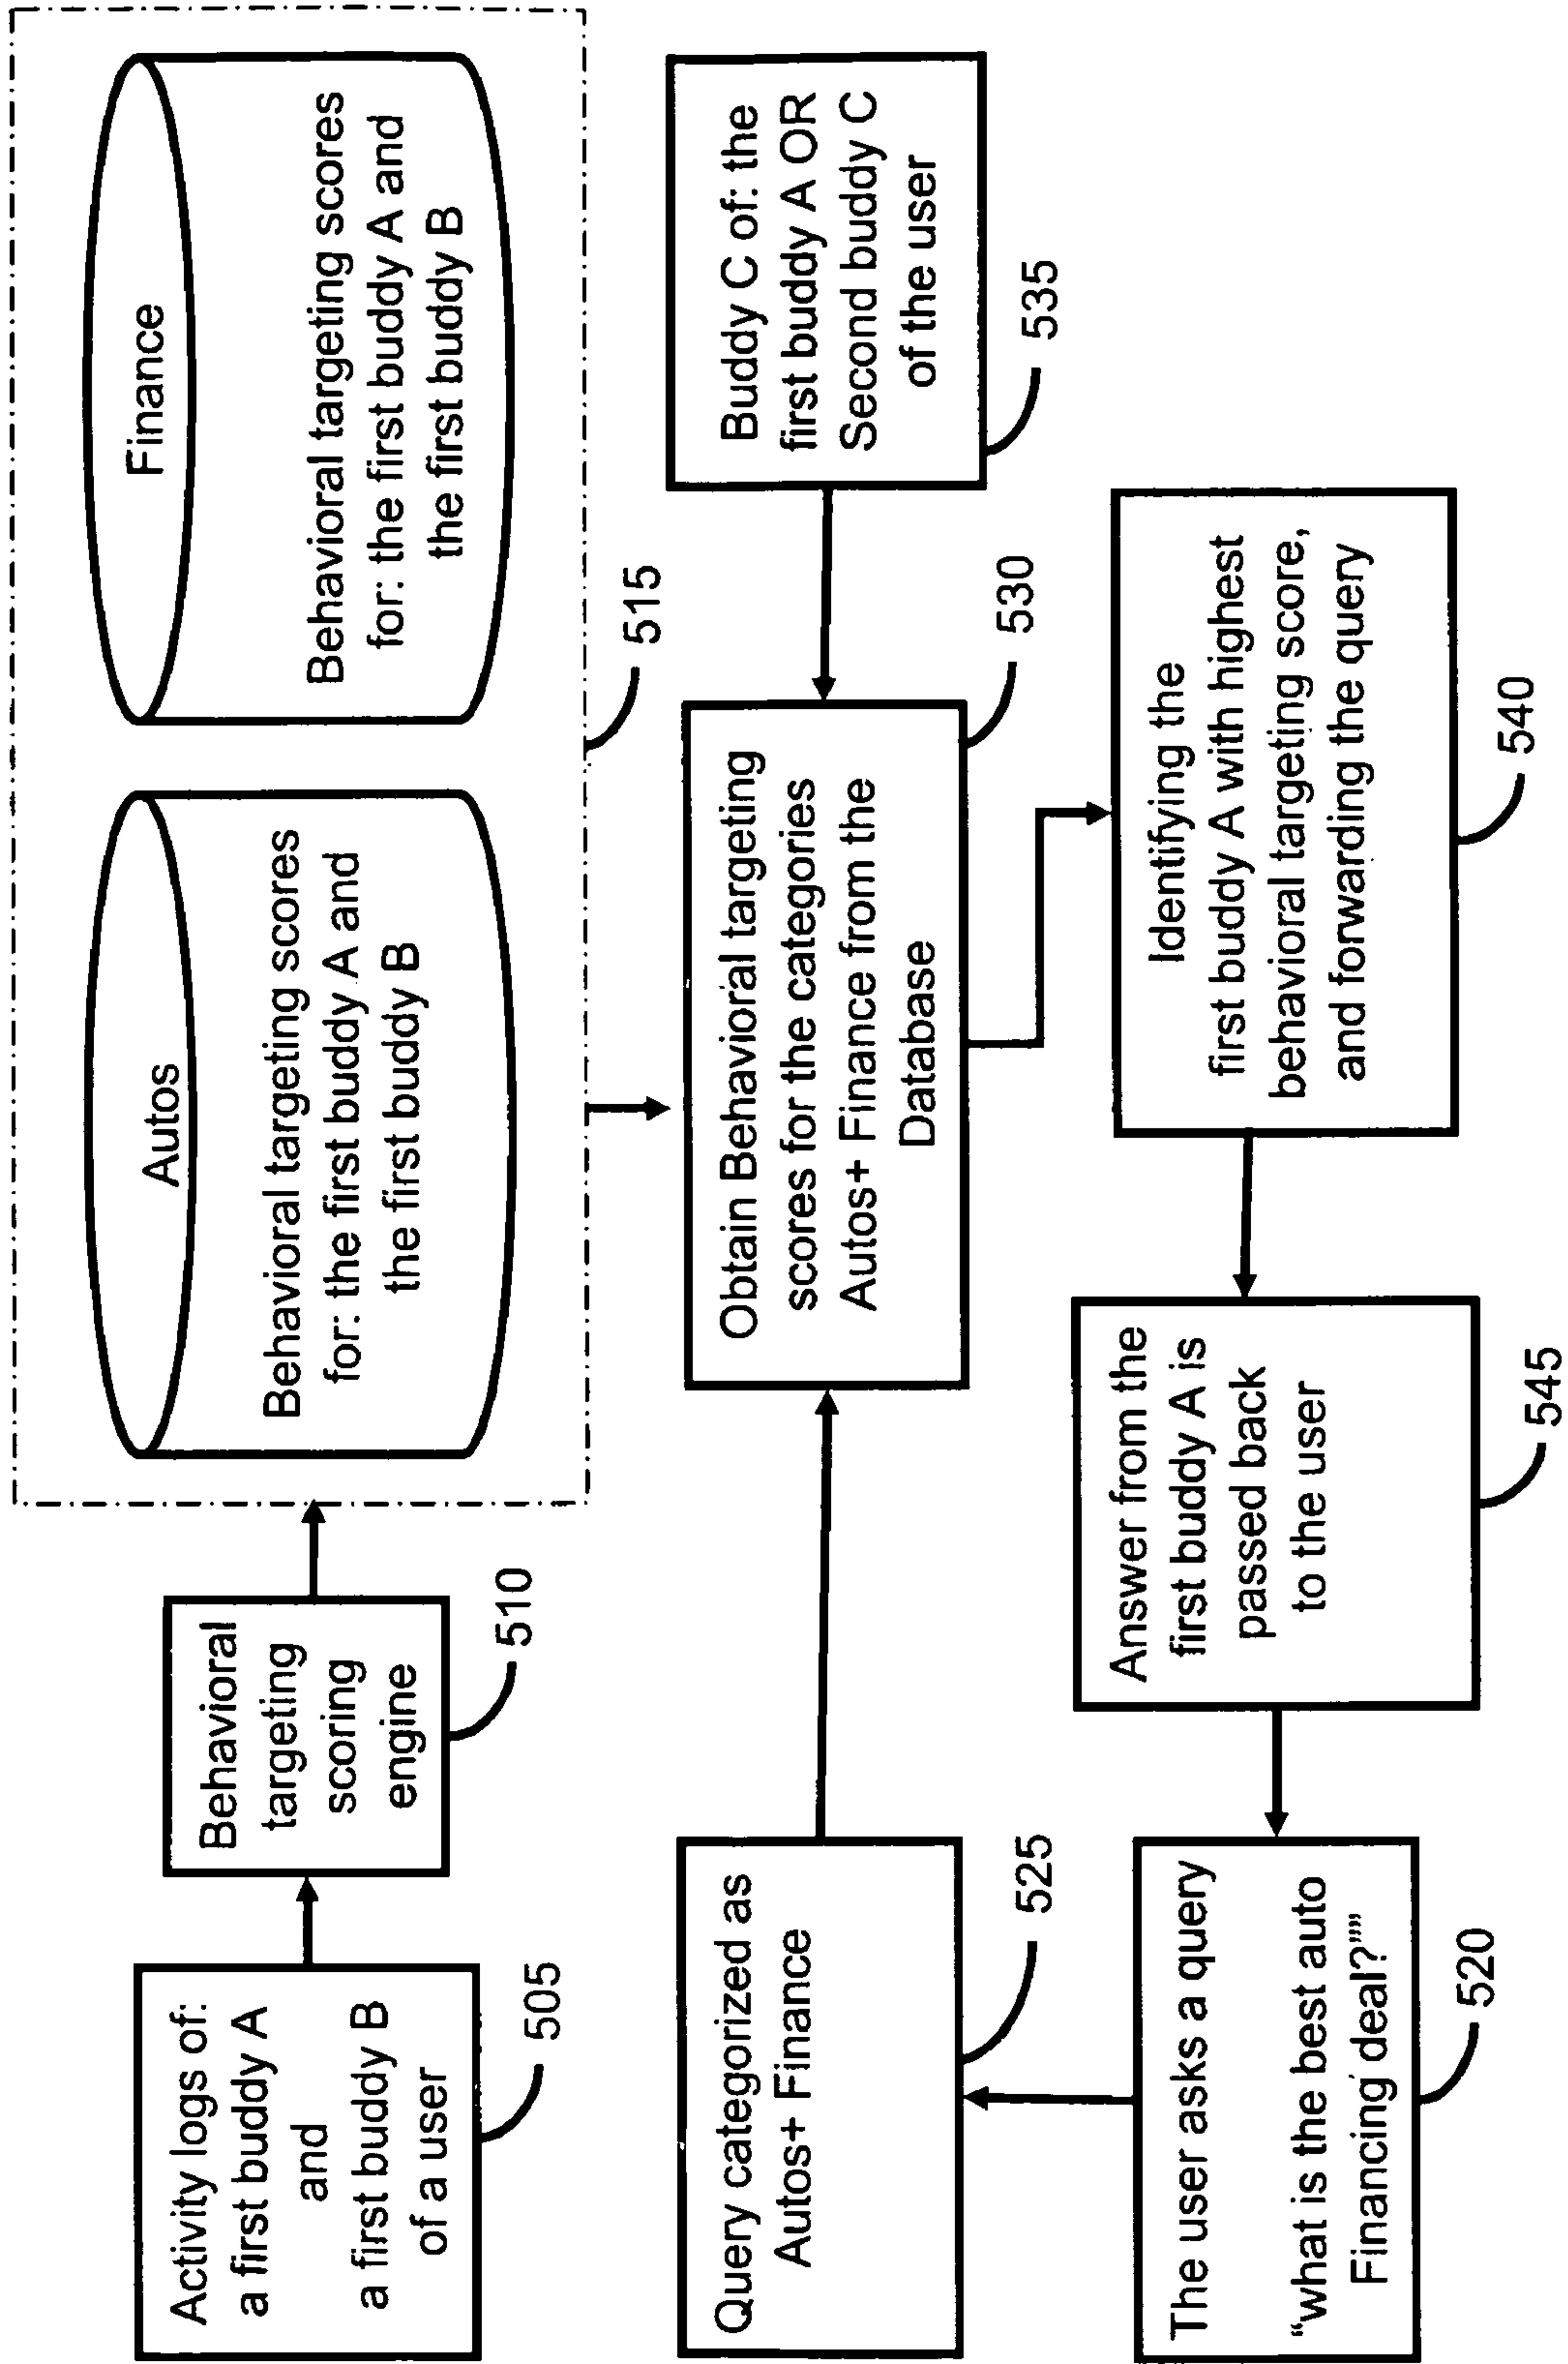 Activity logs of:
a first buddy A
and
a first buddy B
of a user
505
Behavioral
targeting
scoring
engine
510
Autos
Behavioral targeting scores
for: the first buddy A and
the first buddy B
Finance
Behavioral targeting scores
for: the first buddy A and
the first buddy B
515
Query categorized as
Autos+ Finance
525
Obtain Behavioral targeting
scores for the categories
Autos+ Finance from the
Database
530
Buddy C of: the
first buddy A OR
Second buddy C
of the user
535
The user asks a query
“what is the best auto
Financing deal?””
520
Answer from the
first buddy A is
passed back
to the user
545
Identifying the
first buddy A with highest
behavioral targeting score,
and forwarding the query
540